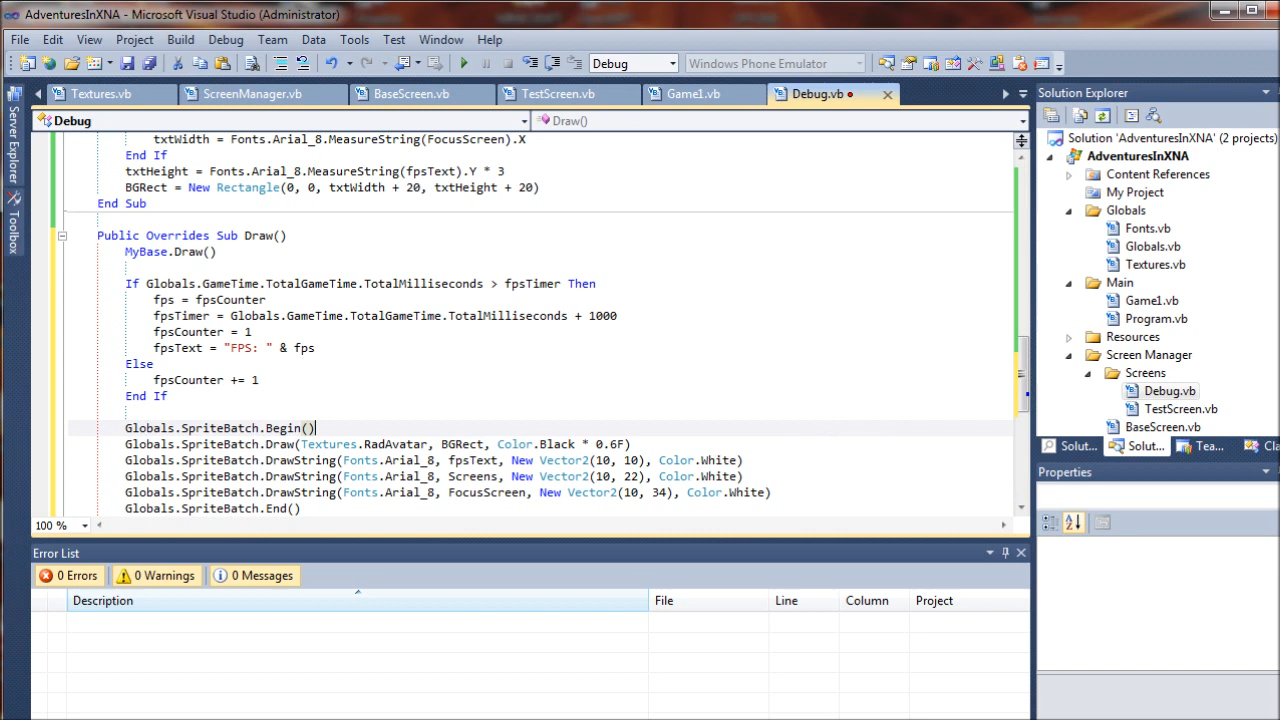 AdventuresInXNA - Microsoft Visual Studio (Administrator)
File Edit View Project Build Debug Team Data Tools Test Window Help
Debug Windows Phone Emulator
Textures.vb ScreenManager.vb BaseScreen.vb TestScreen.vb Game1.vb Debug.vb
Debug Draw()
txtWidth = Fonts.Arial_8.MeasureString(FocusScreen).X
End If
txtHeight = Fonts.Arial_8.MeasureString(fpsText).Y * 3
BGRect = New Rectangle(0, 0, txtWidth + 20, txtHeight + 20)
End Sub
Public Overrides Sub Draw()
MyBase.Draw()
If Globals.GameTime.TotalGameTime.TotalMilliseconds > fpsTimer Then
fps = fpsCounter
fpsTimer = Globals.GameTime.TotalGameTime.TotalMilliseconds + 1000
fpsCounter = 1
fpsText = "FPS: " & fps
Else
fpsCounter += 1
End If
Globals.SpriteBatch.Begin()
Globals.SpriteBatch.Draw(Textures.RadAvatar, BGRect, Color.Black * 0.6F)
Globals.SpriteBatch.DrawString(Fonts.Arial_8, fpsText, New Vector2(10, 10), Color.White)
Globals.SpriteBatch.DrawString(Fonts.Arial_8, Screens, New Vector2(10, 22), Color.White)
Globals.SpriteBatch.DrawString(Fonts.Arial_8, FocusScreen, New Vector2(10, 34), Color.White)
Globals.SpriteBatch.End()
100 %
Server Explorer
Toolbox
Error List
0 Errors 0 Warnings 0 Messages
Description File Line Column Project
Solution Explorer
Solution 'AdventuresInXNA' (2 projects)
AdventuresInXNA
Content References
My Project
Globals
Fonts.vb
Globals.vb
Textures.vb
Main
Game1.vb
Program.vb
Resources
Screen Manager
Screens
Debug.vb
TestScreen.vb
BaseScreen.vb
Solut... Solut... Tea... Cla
Properties